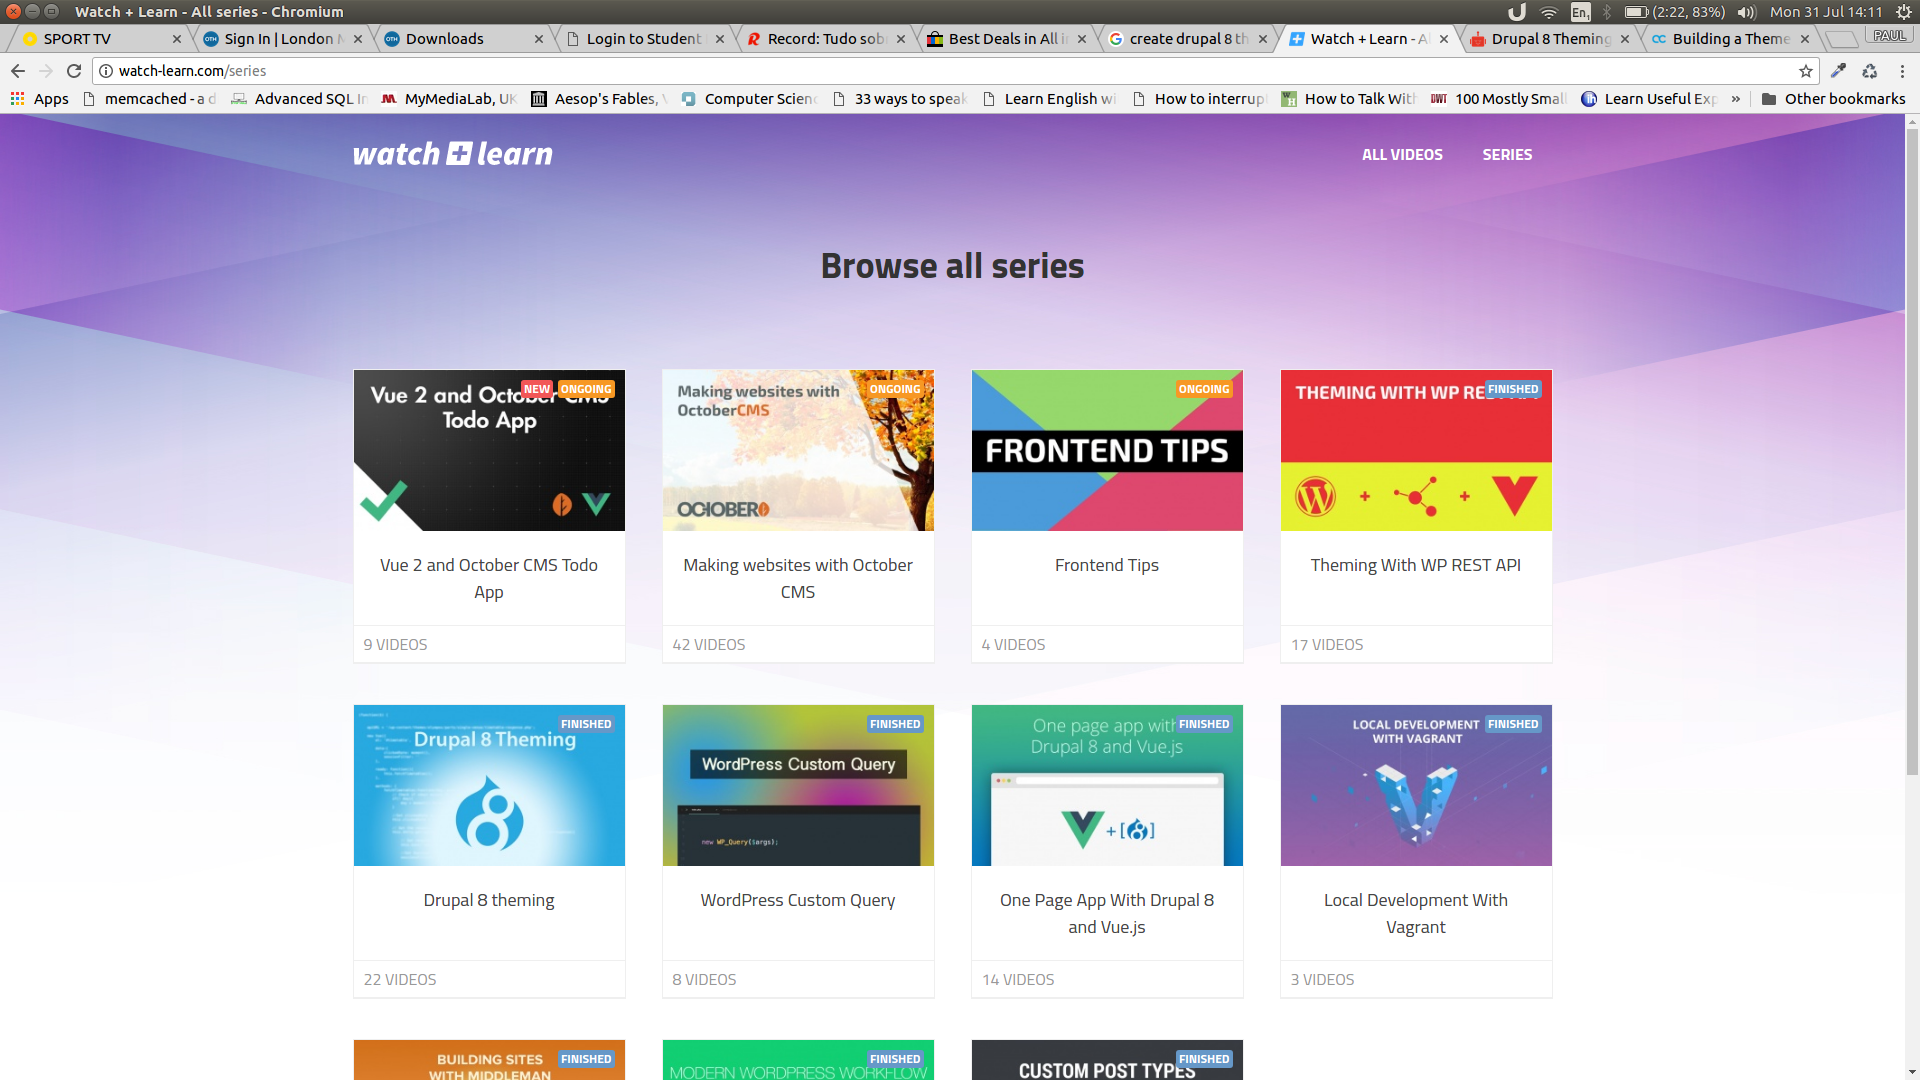 Watch + Learn - All series - Chromium
En
(2:22, 83%)
Mon 31 Jul 14:11
SPORT TV
Sign In | London
Downloads
Login to Student
Record: Tudo sob
Best Deals in All i
create drupal 8 th
Watch + Learn - A
Drupal 8 Theming
Building a Theme
PAUL
watch-learn.com/series
Apps
memcached - a d
Advanced SQL In
MyMediaLab, UK
Aesop's Fables,
Computer Scienc
33 ways to speak
Learn English wi
How to interrup
How to Talk With
100 Mostly Small
Learn Useful Exp
»
Other bookmarks
watch + learn
ALL VIDEOS
SERIES
Browse all series
NEW
ONGOING
Vue 2 and October CMS
Todo App
Vue 2 and October CMS Todo
App
9 VIDEOS
ONGOING
Making websites with
OctoberCMS
OCTOBER
Making websites with October
CMS
42 VIDEOS
ONGOING
FRONTEND TIPS
Frontend Tips
4 VIDEOS
FINISHED
THEMING WITH WP REST API
Theming With WP REST API
17 VIDEOS
FINISHED
Drupal 8 Theming
Drupal 8 theming
22 VIDEOS
FINISHED
WordPress Custom Query
new WP_Query($args);
WordPress Custom Query
8 VIDEOS
FINISHED
One page app with
Drupal 8 and Vue.js
One Page App With Drupal 8
and Vue.js
14 VIDEOS
FINISHED
LOCAL DEVELOPMENT
WITH VAGRANT
Local Development With
Vagrant
3 VIDEOS
FINISHED
BUILDING SITES
WITH MIDDLEMAN
FINISHED
MODERN WORDPRESS WORKFLOW
FINISHED
CUSTOM POST TYPES